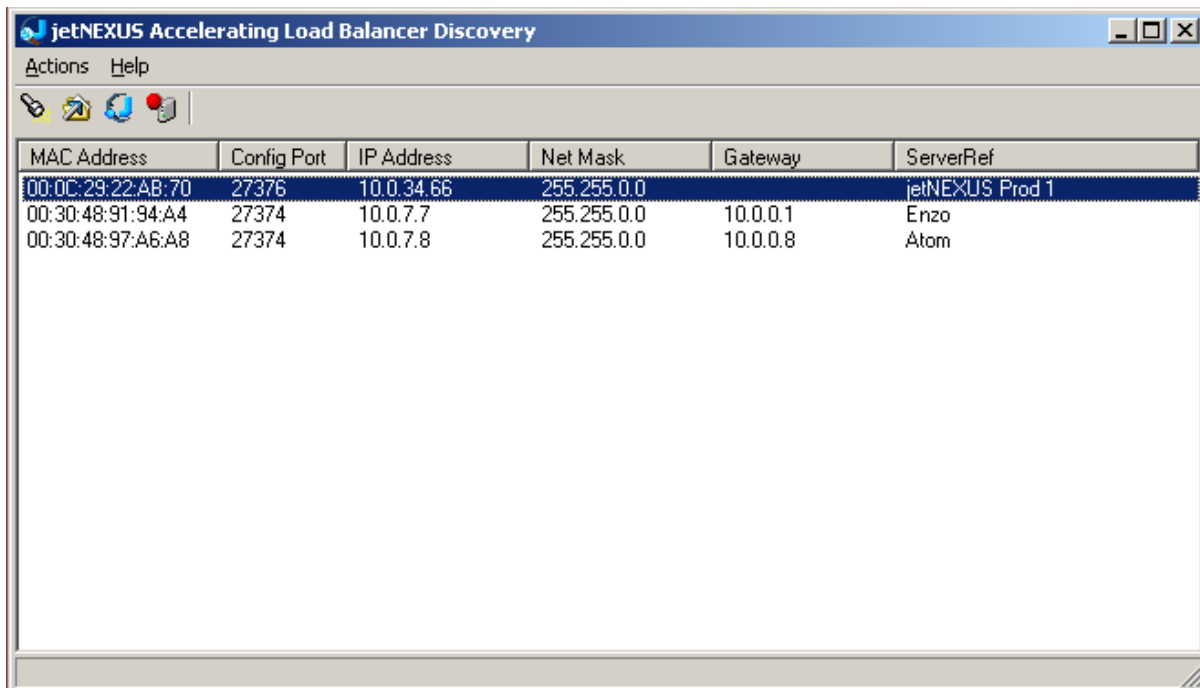 jetNEXUS Accelerating Load Balancer Discovery
Actions Help
MAC Address Config Port IP Address Net Mask Gateway ServerRef
00:0C:29:22:AB:70 27376 10.0.34.66 255.255.0.0 jetNEXUS Prod 1
00:30:48:91:94:A4 27374 10.0.7.7 255.255.0.0 10.0.0.1 Enzo
00:30:48:97:A6:A8 27374 10.0.7.8 255.255.0.0 10.0.0.8 Atom